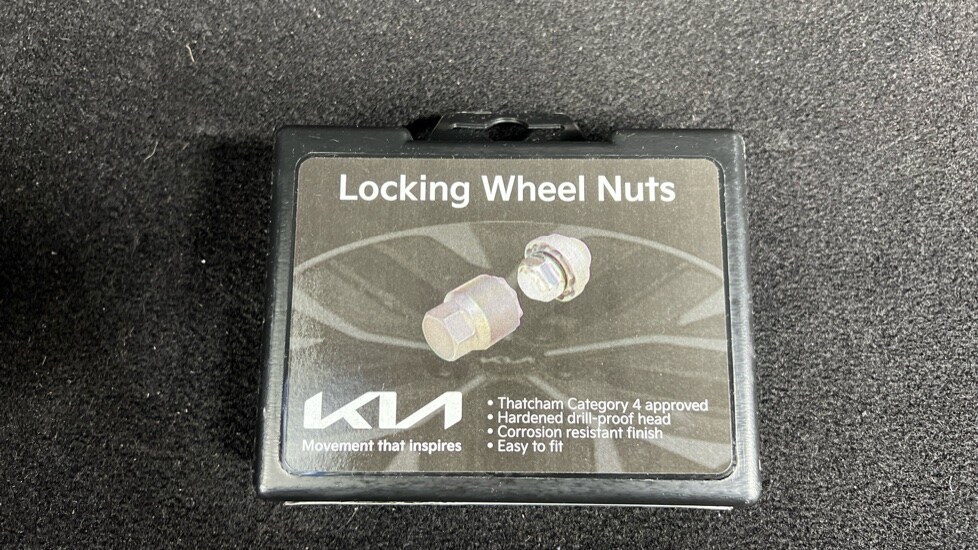 Locking Wheel Nuts
KIA
Movement that inspires
• Thatcham Category 4 approved
• Hardened drill-proof head
• Corrosion resistant finish
• Easy to fit